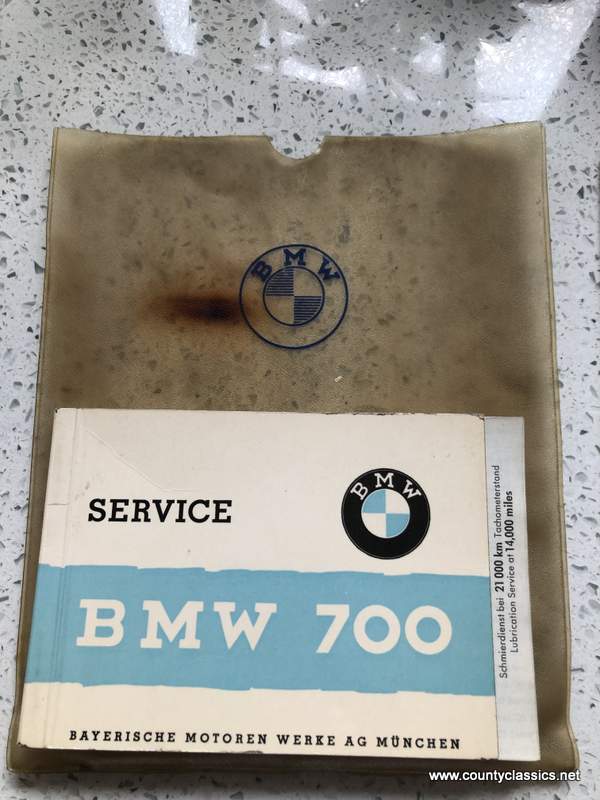 BMW
SERVICE
BMW
BMW 700
BAYERISCHE MOTOREN WERKE AG MÜNCHEN
Schmierdienst bei 21 000 km Tachometerstand
Lubrication Service at 14,000 miles
www.countyclassics.net